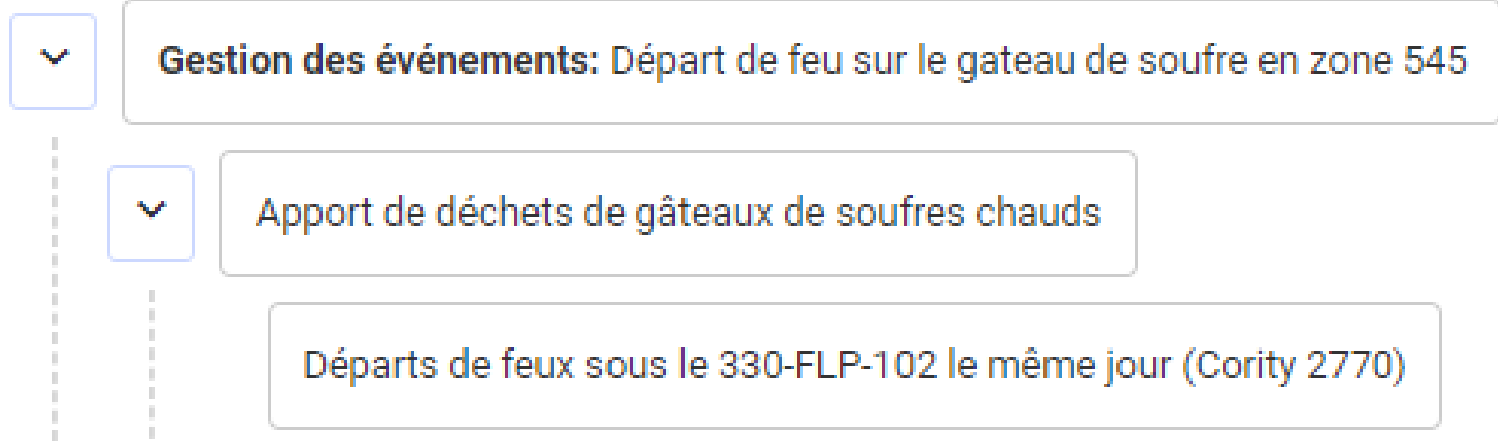 Gestion des événements: Départ de feu sur le gateau de soufre en zone 545
Apport de déchets de gâteaux de soufres chauds
Départs de feux sous le 330-FLP-102 le même jour (Cority 2770)